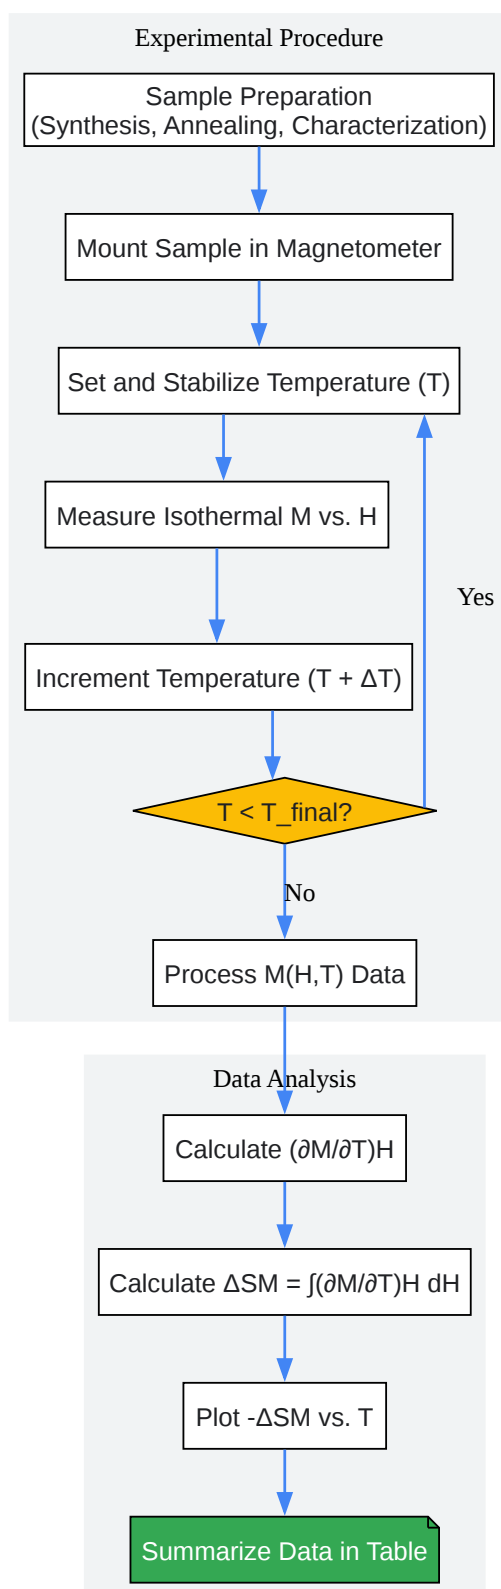 Experimental Procedure
Sample Preparation
(Synthesis, Annealing, Characterization)
Mount Sample in Magnetometer
Set and Stabilize Temperature (T)
Measure Isothermal M vs. H
Yes
Increment Temperature (T + ΔT)
T < T_final?
No
Process M(H,T) Data
Data Analysis
Calculate (∂M/∂T)H
Calculate ΔSM = ∫(∂M/∂T)H dH
Plot -ΔSM vs. T
Summarize Data in Table